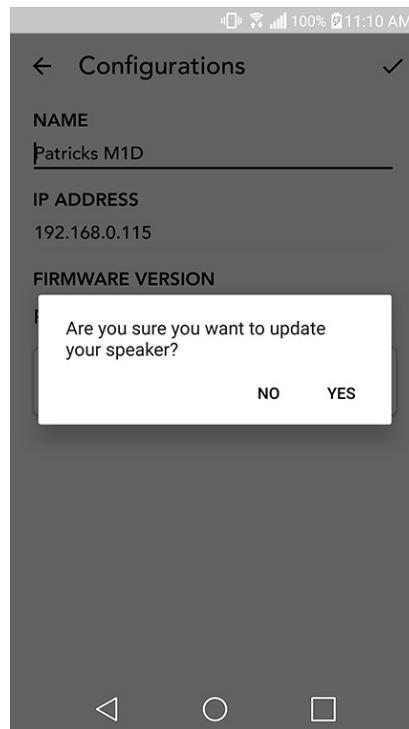 100% 11:10 AM
Configurations
NAME
Patricks M1D
IP ADDRESS
192.168.0.115
FIRMWARE VERSION
Are you sure you want to update
your speaker?
NO YES